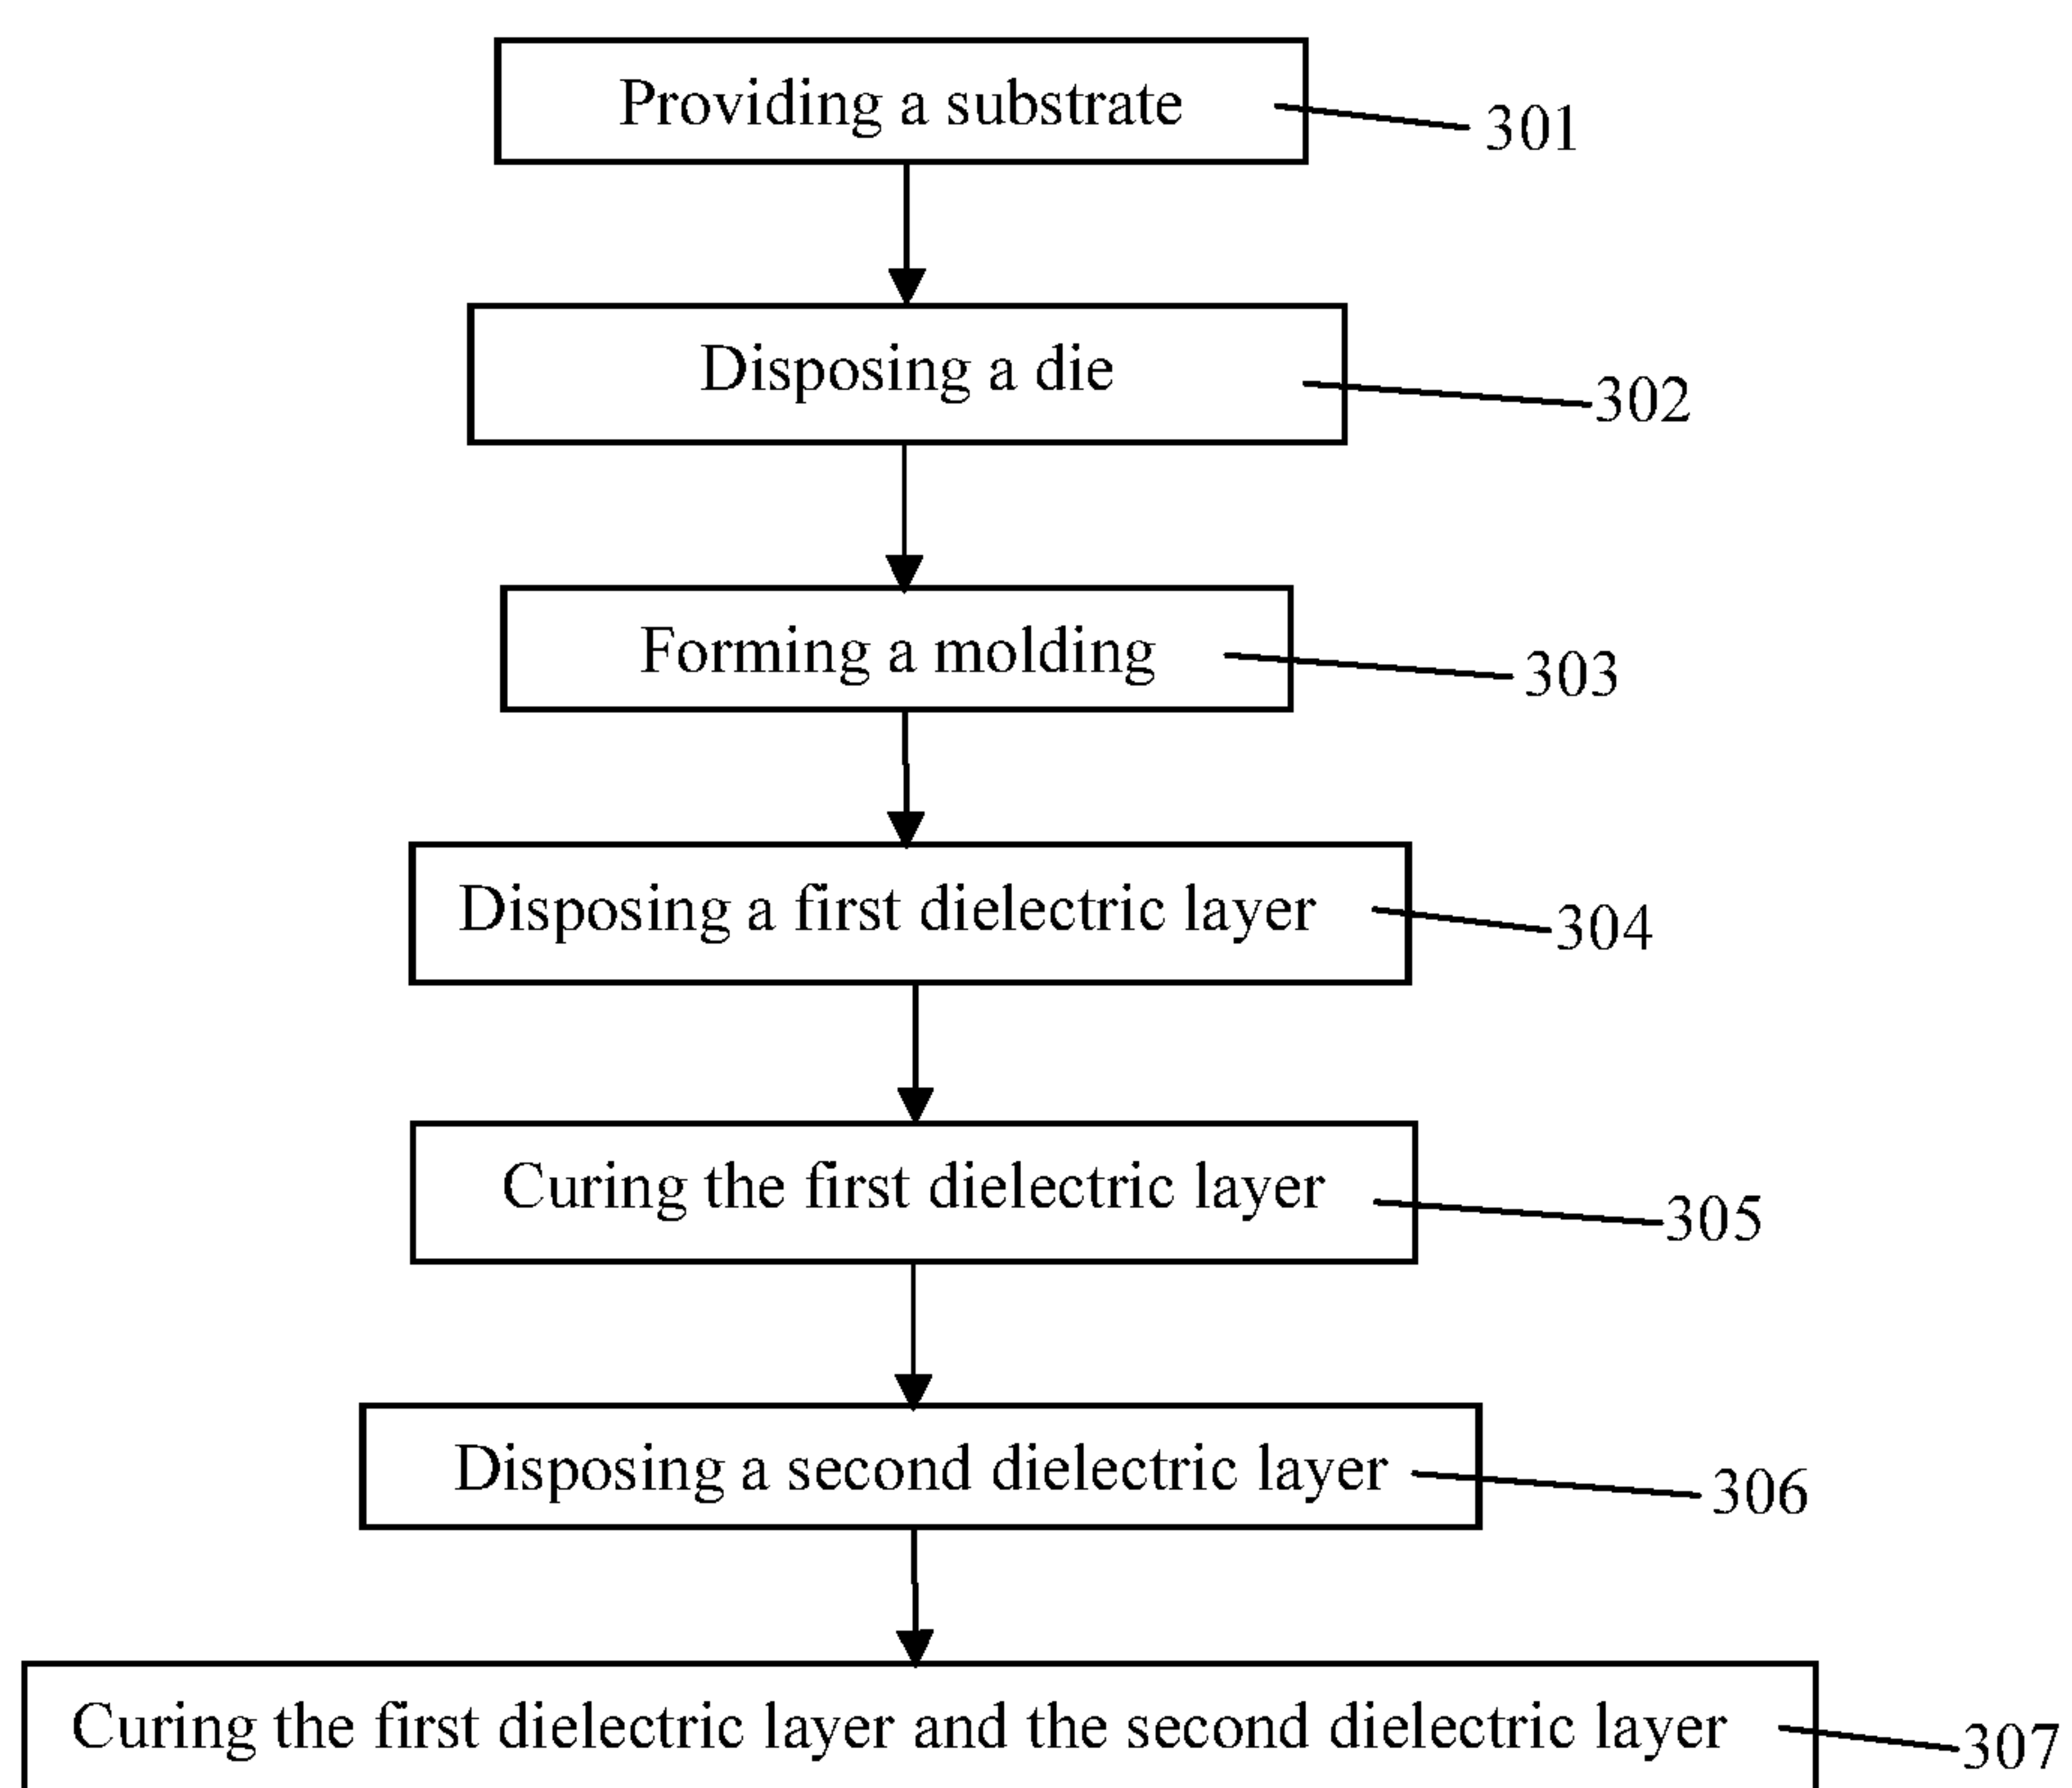 Providing a substrate
301
Disposing a die
302
Forming a molding
303
Disposing a first dielectric layer
304
Curing the first dielectric layer
305
Disposing a second dielectric layer
306
Curing the first dielectric layer and the second dielectric layer
307